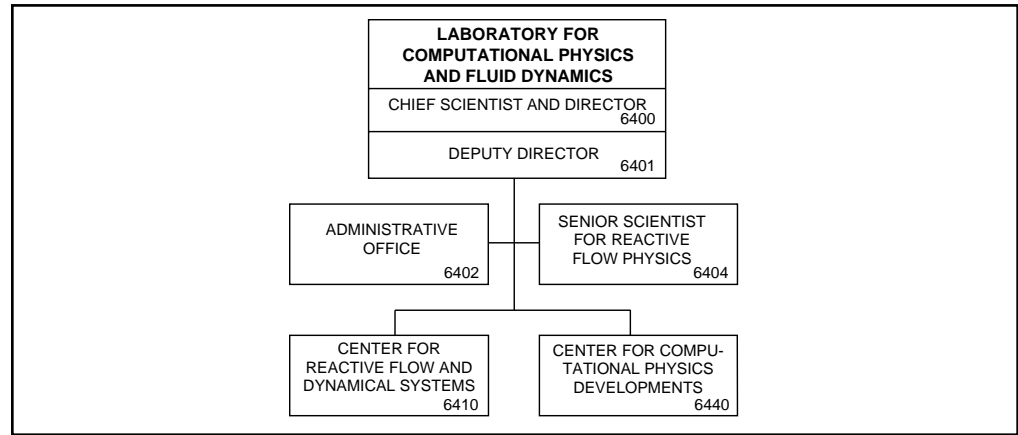 LABORATORY FOR
COMPUTATIONAL PHYSICS
AND FLUID DYNAMICS
CHIEF SCIENTIST AND DIRECTOR
6400
DEPUTY DIRECTOR
6401
ADMINISTRATIVE
OFFICE
6402
SENIOR SCIENTIST
FOR REACTIVE
FLOW PHYSICS
6404
CENTER FOR
REACTIVE FLOW AND
DYNAMICAL SYSTEMS
6410
CENTER FOR COMPU-
TATIONAL PHYSICS
DEVELOPMENTS
6440